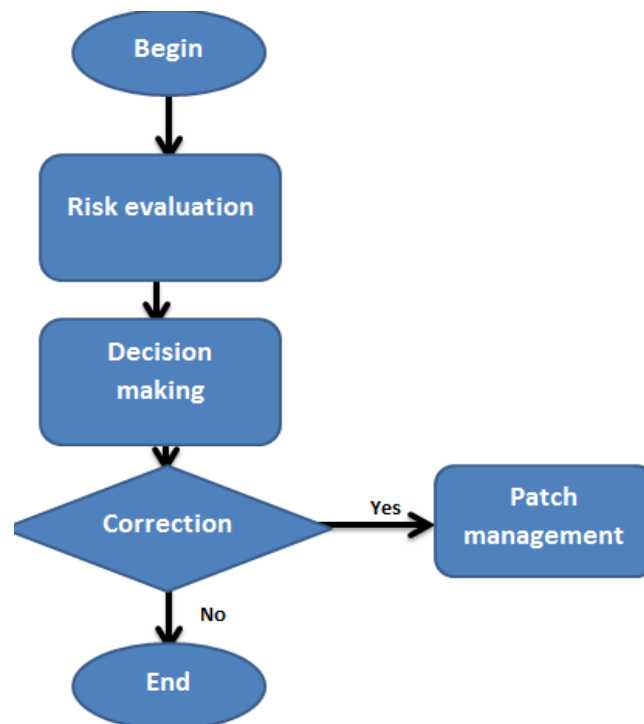 Begin
Risk evaluation
Decision
making
Correction
Yes
Patch
management
No
End